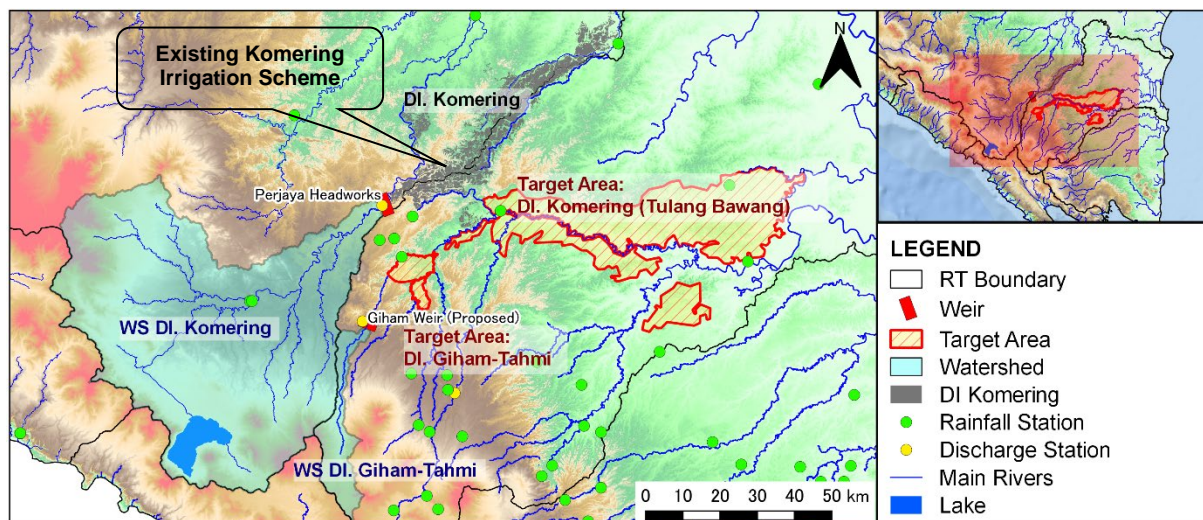 Existing Komering
Irrigation Scheme
N
DI. Komering
Perjaya Headworks
Target Area:
DI. Komering (Tulang Bawang)
WS DI. Komering
Giham Weir (Proposed)
Target Area:
DI. Giham-Tahmi
WS DI. Giham-Tahmi
0 10 20 30 40 50 km
LEGEND
RT Boundary
Weir
Target Area
Watershed
DI Komering
Rainfall Station
Discharge Station
Main Rivers
Lake